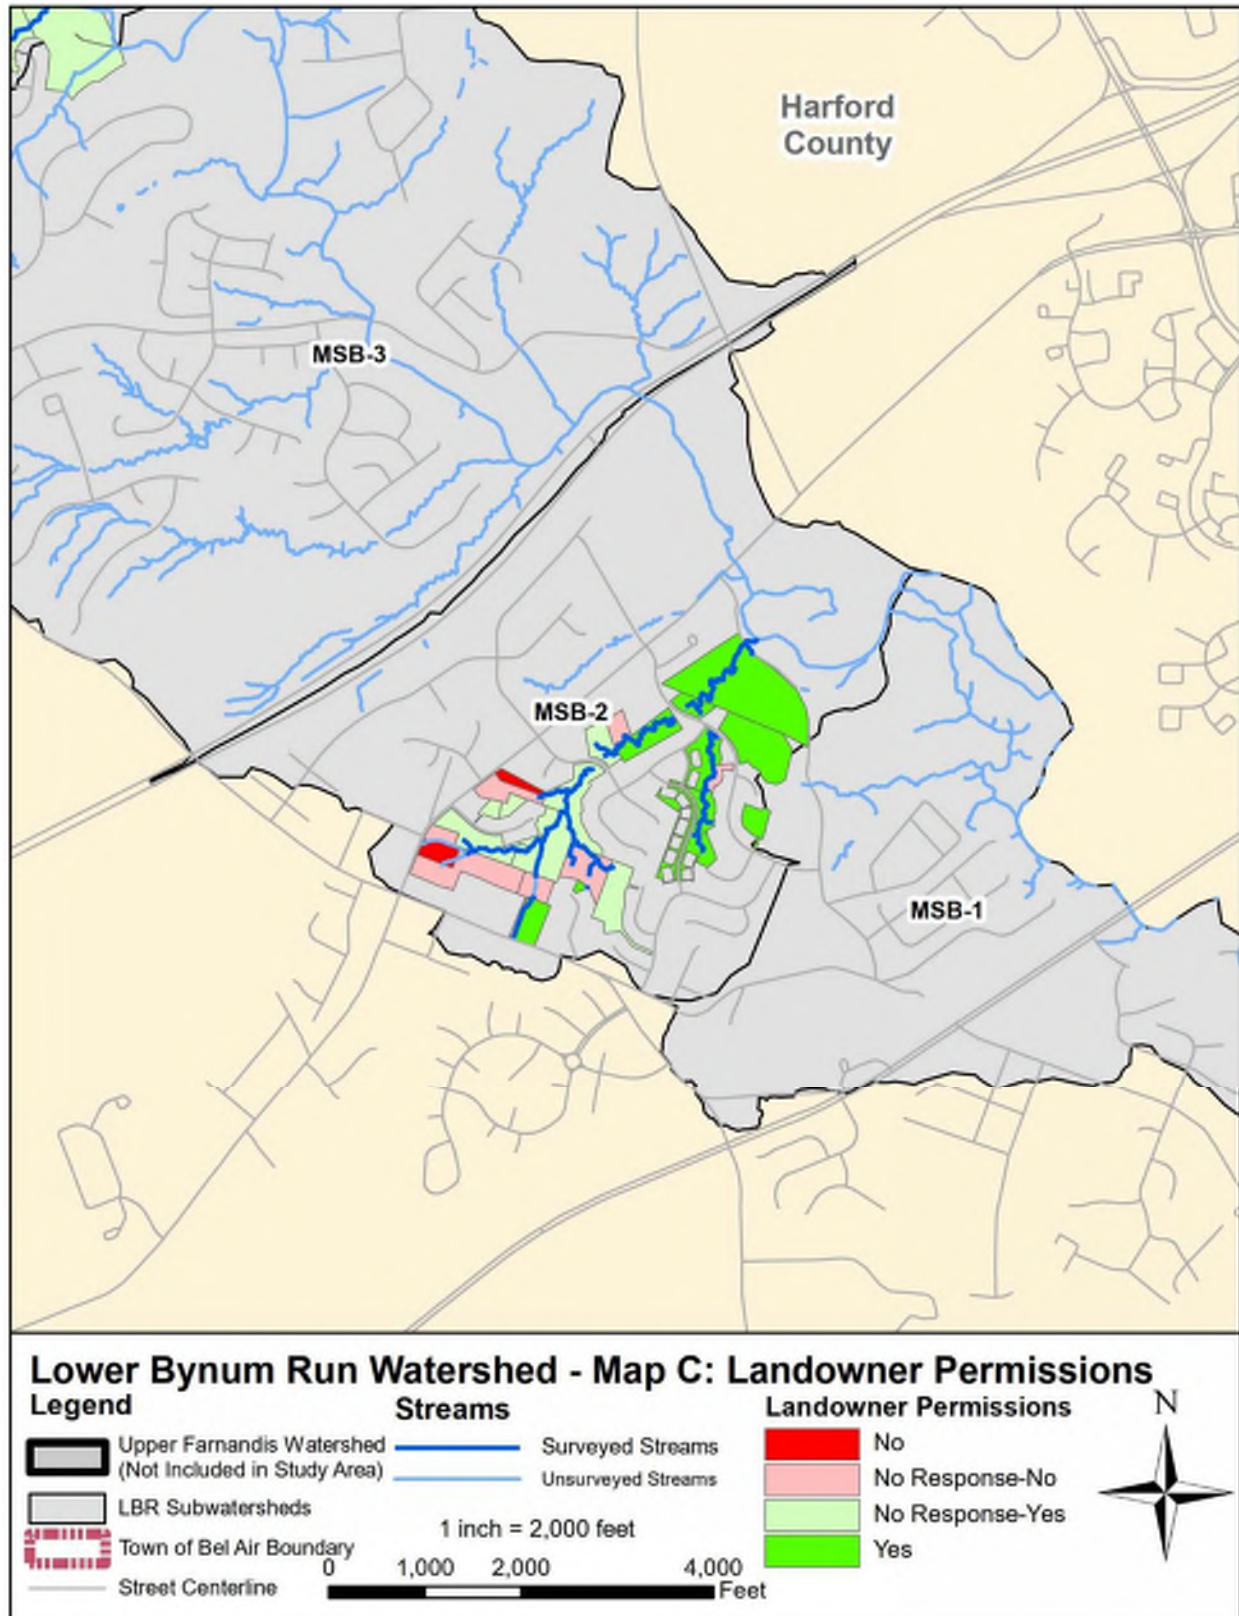 Harford
County
MSB-3
MSB-2
MSB-1
Lower Bynum Run Watershed - Map C: Landowner Permissions
Legend
Upper Farnandis Watershed
(Not Included in Study Area)
LBR Subwatersheds
Town of Bel Air Boundary
Street Centerline
Streams
Surveyed Streams
Unsurveyed Streams
1 inch = 2,000 feet
0 1,000 2,000 4,000
Feet
Landowner Permissions
No
No Response-No
No Response-Yes
Yes
N